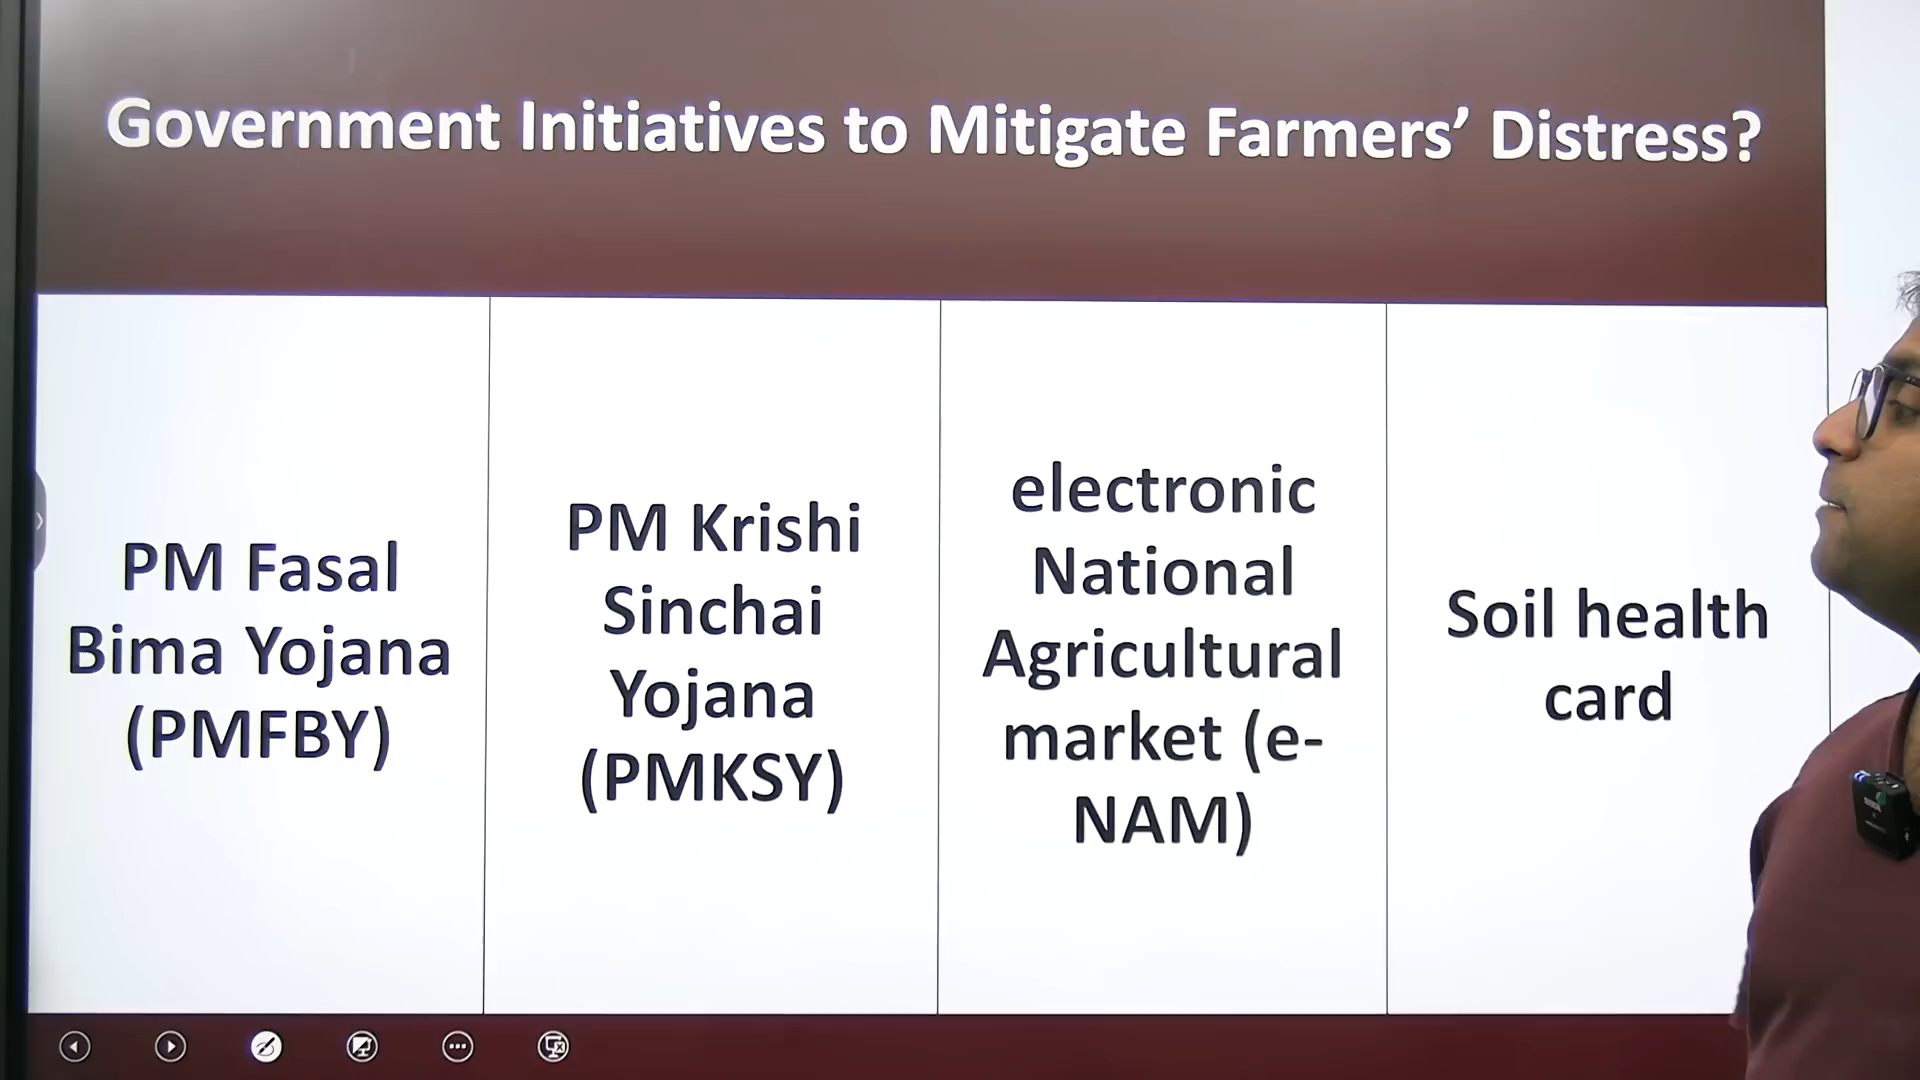 Government Initiatives to Mitigate Farmers’ Distress?
PM Fasal
Bima Yojana
(PMFBY)
PM Krishi
Sinchai
Yojana
(PMKSY)
electronic
National
Agricultural
market (e-
NAM)
Soil health
card